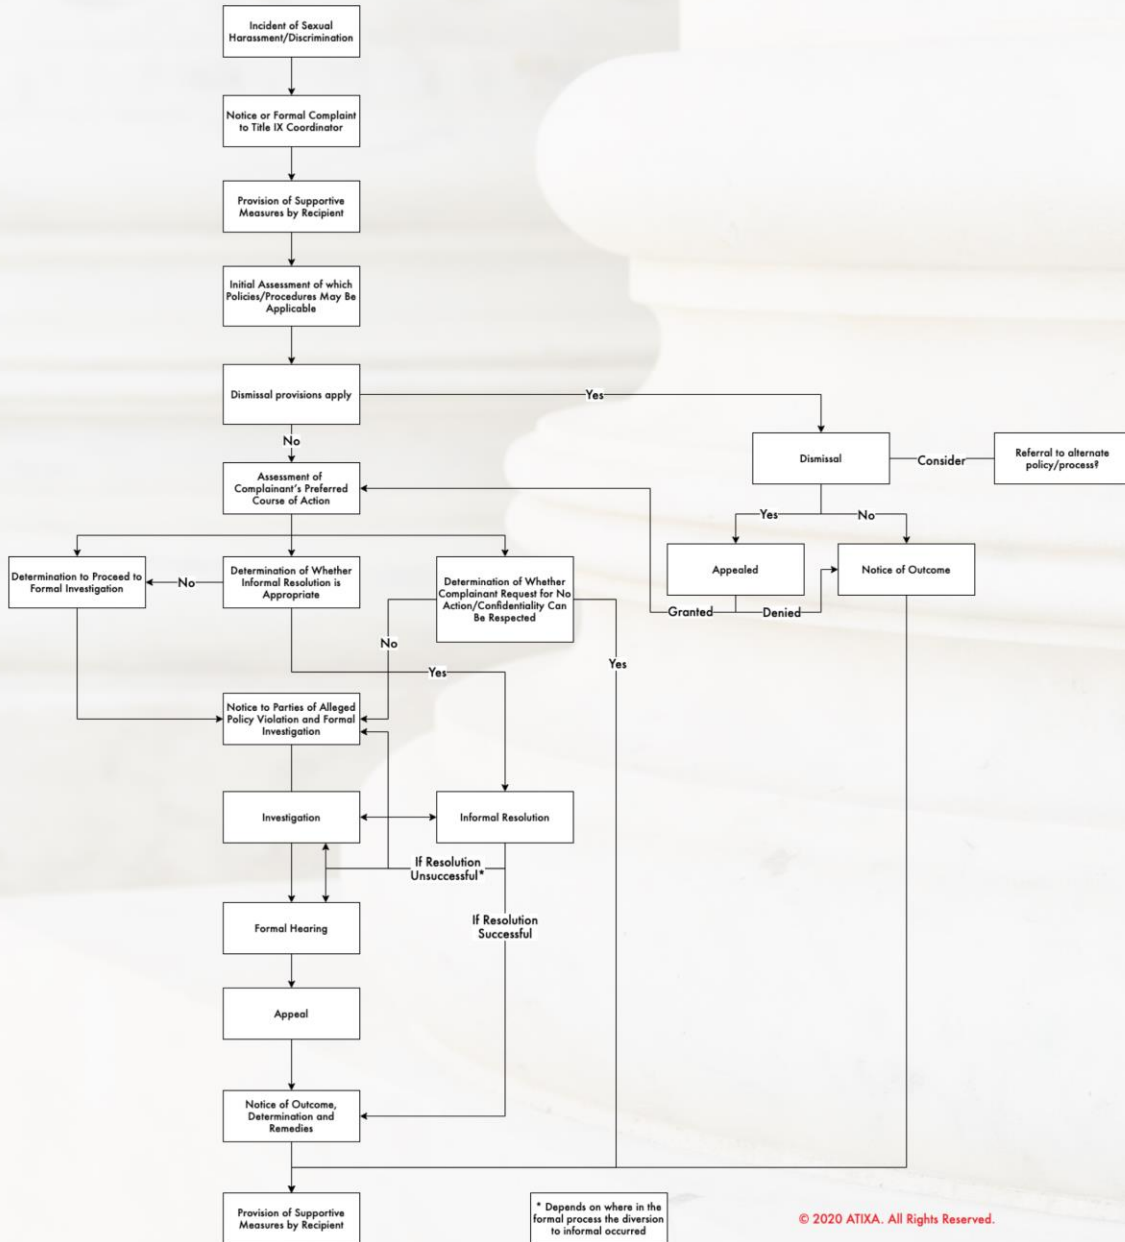 Incident of Sexual
Harassment/Discrimination
Notice or Formal Complaint
to Title IX Coordinator
Provision of Supportive
Measures by Recipient
Initial Assessment of which
Policies/Procedures May Be
Applicable
Dismissal provisions apply
Yes
No
Dismissal
Consider
Referral to alternate
policy/process?
Assessment of
Complainant's Preferred
Course of Action
Yes
No
Determination to Proceed to
Formal Investigation
No
Determination of Whether
Informal Resolution is
Appropriate
Determination of Whether
Complainant Request for No
Action/Confidentiality Can
Be Respected
Appealed
Notice of Outcome
Granted
Denied
No
Yes
Yes
Notice to Parties of Alleged
Policy Violation and Formal
Investigation
Investigation
Informal Resolution
If Resolution
Unsuccessful*
If Resolution
Successful
Formal Hearing
Appeal
Notice of Outcome,
Determination and
Remedies
Provision of Supportive
Measures by Recipient
* Depends on where in the
formal process the diversion
to informal occurred
© 2020 ATIXA. All Rights Reserved.